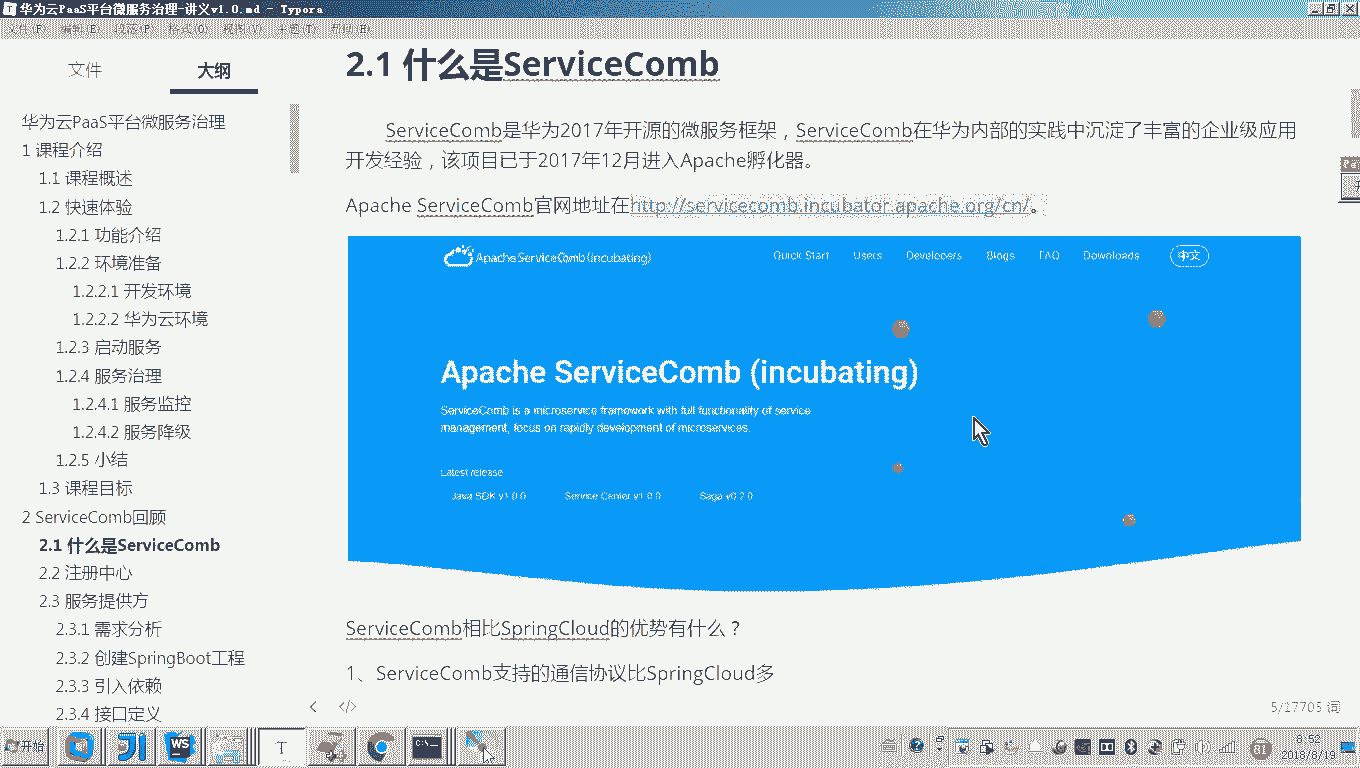 华为云PaaS平台微服务治理-讲义v1.0.md - Typora
文件(F) 编辑(E) 段落(P) 格式(O) 视图(V) 主题(T) 帮助(H)
文件 大纲
华为云PaaS平台微服务治理
1 课程介绍
1.1 课程概述
1.2 快速体验
1.2.1 功能介绍
1.2.2 环境准备
1.2.2.1 开发环境
1.2.2.2 华为云环境
1.2.3 启动服务
1.2.4 服务治理
1.2.4.1 服务监控
1.2.4.2 服务降级
1.2.5 小结
1.3 课程目标
2 ServiceComb回顾
2.1 什么是ServiceComb
2.2 注册中心
2.3 服务提供方
2.3.1 需求分析
2.3.2 创建SpringBoot工程
2.3.3 引入依赖
2.3.4 接口定义
2.1 什么是ServiceComb
ServiceComb是华为2017年开源的微服务框架，ServiceComb在华为内部的实践中沉淀了丰富的企业级应用
开发经验，该项目已于2017年12月进入Apache孵化器。
Apache ServiceComb官网地址在http://servicecomb.incubator.apache.org/cn/。
Apache ServiceComb (incubating) Quick Start Users Developers Blogs FAQ Downloads 中文
Apache ServiceComb (incubating)
ServiceComb is a microservice framework with full functionality of service
management, focus on rapidly development of microservices.
Latest release
Java SDK v1.0.0 Service Center v1.0.0 Saga v0.2.0
ServiceComb相比SpringCloud的优势有什么？
1、ServiceComb支持的通信协议比SpringCloud多
5/17705 词
开始 WS T C:\ 81 8:52
2018/8/19